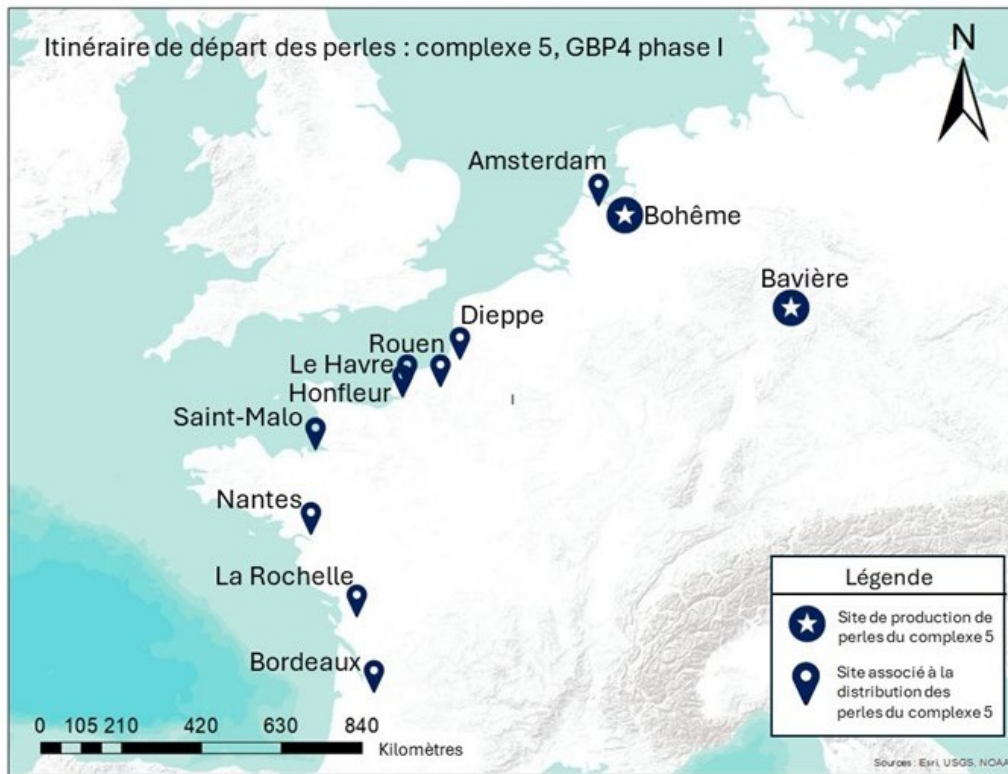 Itinéraire de départ des perles : complexe 5, GBP4 phase I
N
Amsterdam
Bohême
Bavière
Dieppe
Rouen
Le Havre
Honfleur
Saint-Malo
Nantes
La Rochelle
Bordeaux
Légende
Site de production de
perles du complexe 5
Site associé à la
distribution des
perles du complexe 5
0 105 210 420 630 840
Kilomètres
Sources : Esri, USGS, NOAA